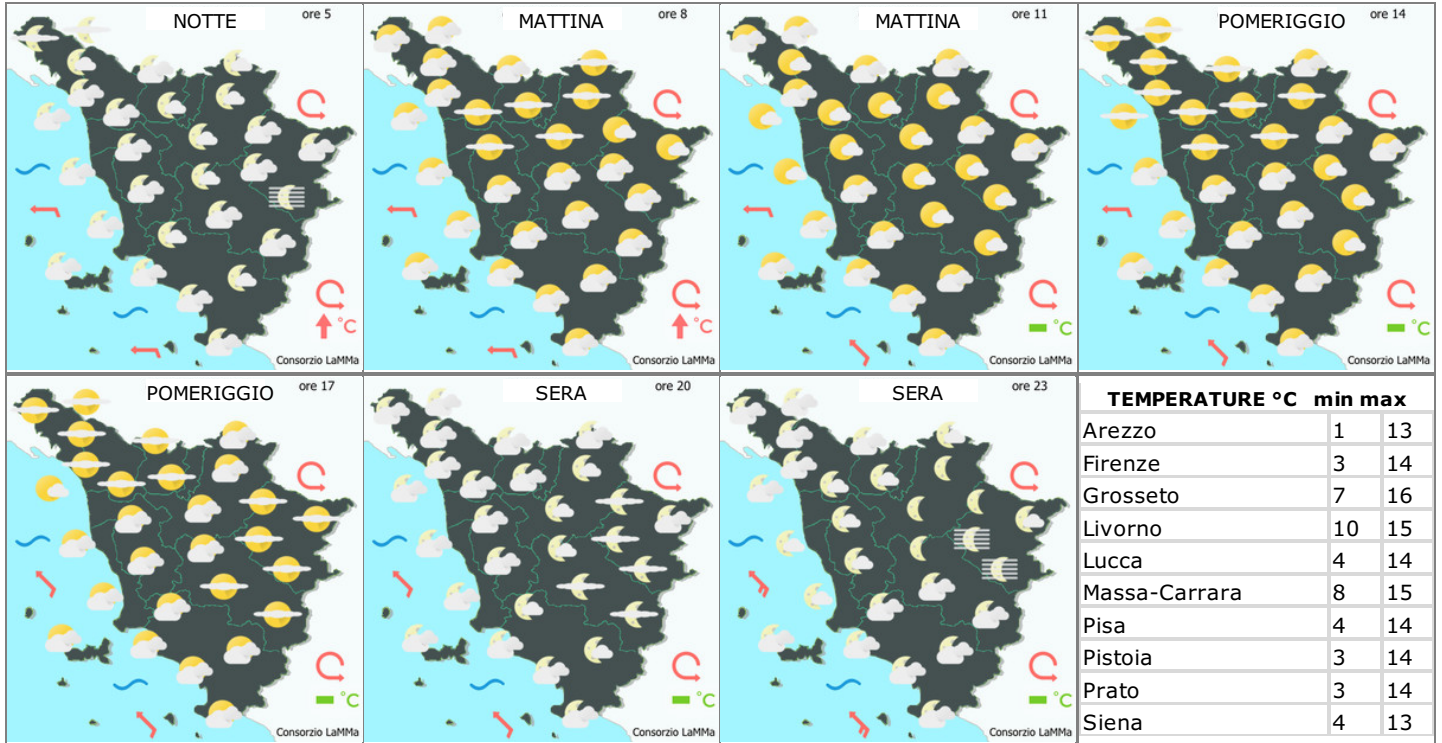 NOTTE ore 5
MATTINA ore 8
MATTINA ore 11
POMERIGGIO ore 14
°C
°C
°C
°C
Consorzio LaMMa
Consorzio LaMMa
Consorzio LaMMa
Consorzio LaMMa
POMERIGGIO ore 17
SERA ore 20
SERA ore 23
°C
°C
°C
Consorzio LaMMa
Consorzio LaMMa
Consorzio LaMMa
TEMPERATURE °C min max
Arezzo 1 13
Firenze 3 14
Grosseto 7 16
Livorno 10 15
Lucca 4 14
Massa-Carrara 8 15
Pisa 4 14
Pistoia 3 14
Prato 3 14
Siena 4 13